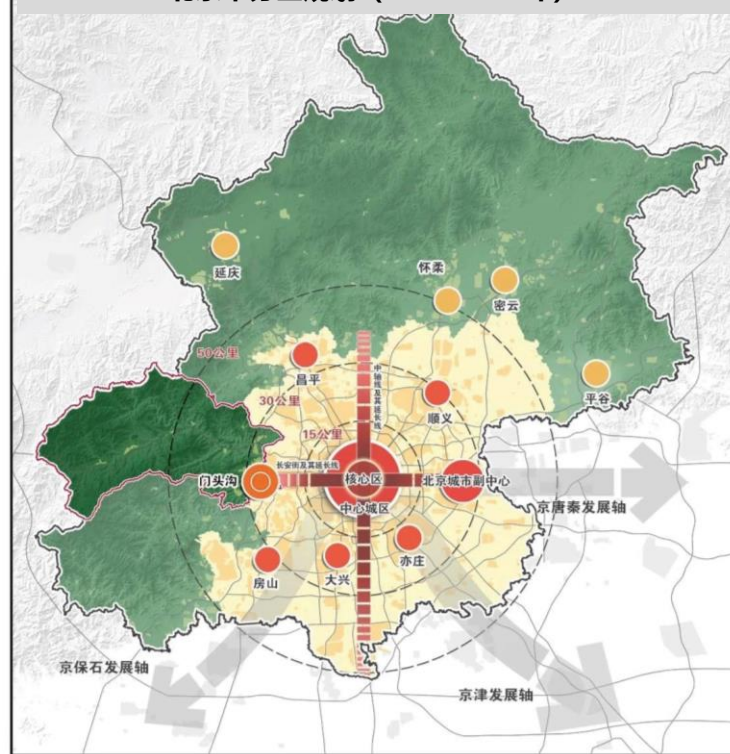 延庆
怀柔
密云
50公里
昌平
中轴线及其延长线
平谷
30公里
顺义
15公里
长安街及其延长线
门头沟
核心区
北京城市副中心
中心城区
京唐秦发展轴
亦庄
房山
大兴
京保石发展轴
京津发展轴